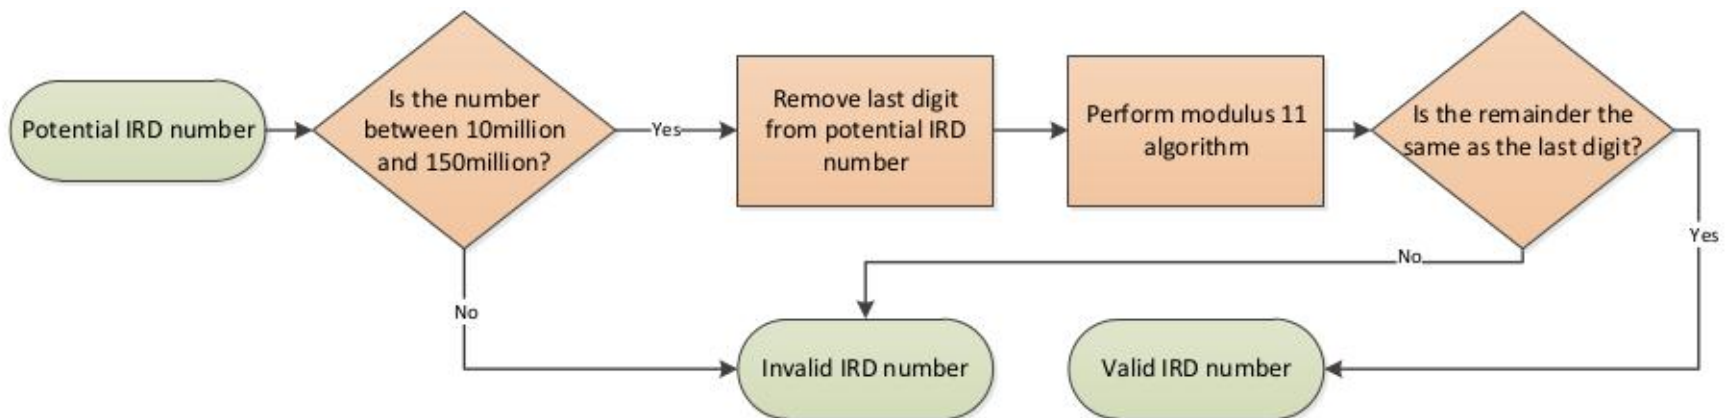 Potential IRD number
Is the number
between 10million
and 150million?
Yes
Remove last digit
from potential IRD
number
Perform modulus 11
algorithm
Is the remainder the
same as the last digit?
Yes
No
No
Invalid IRD number
Valid IRD number